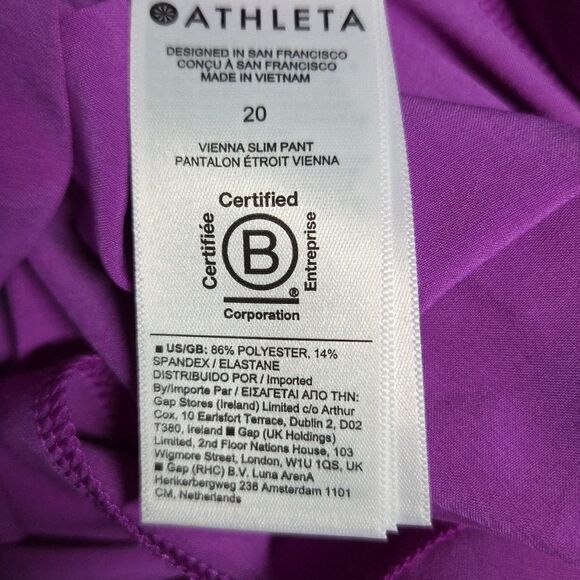 ATHLETA
DESIGNED IN SAN FRANCISCO
CONÇU À SAN FRANCISCO
MADE IN VIETNAM
20
VIENNA SLIM PANT
PANTALON ÉTROIT VIENNA
Certified
Certifiée
B
Entreprise
®
Corporation
■ US/GB: 86% POLYESTER, 14%
SPANDEX / ELASTANE
DISTRIBUIDO POR / Imported
By/Importe Par / ΕΙΣΑΓΕΤΑΙ ΑΠΟ ΤΗΝ:
Gap Stores (Ireland) Limited c/o Arthur
Cox, 10 Earlsfort Terrace, Dublin 2, D02
T380, Ireland ■ Gap (UK Holdings)
Limited, 2nd Floor Nations House, 103
Wigmore Street, London, W1U 1QS, UK
■ Gap (RHC) B.V. Luna ArenA
Herikerbergweg 238 Amsterdam 1101
CM, Netherlands